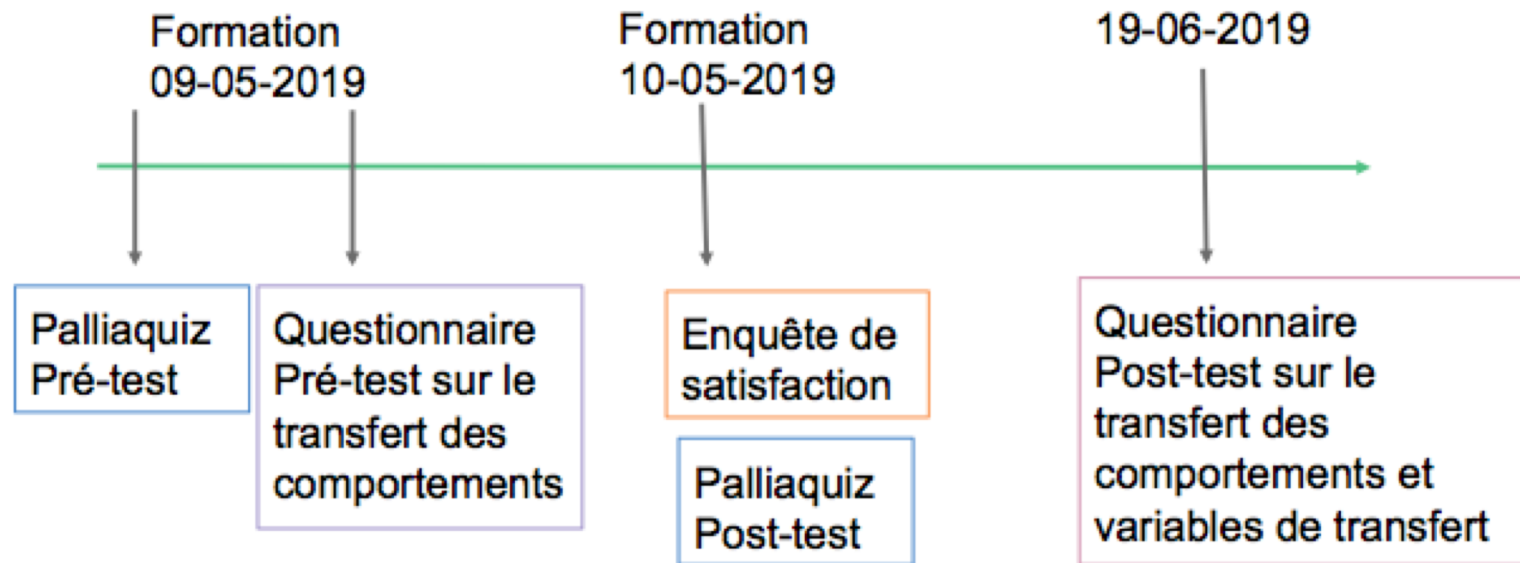 Formation
09-05-2019
Formation
10-05-2019
19-06-2019
Palliaquiz
Pré-test
Questionnaire
Pré-test sur le
transfert des
comportements
Enquête de
satisfaction
Palliaquiz
Post-test
Questionnaire
Post-test sur le
transfert des
comportements et
variables de transfert